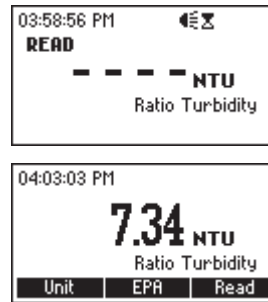 03:58:56 PM
READ
- - - - NTU
Ratio Turbidity
04:03:03 PM
7.34 NTU
Ratio Turbidity
Unit EPA Read